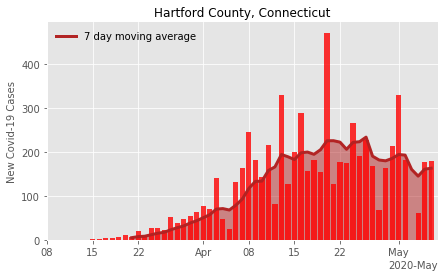 Hartford County, Connecticut
7 day moving average
New Covid-19 Cases
400
300
200
100
0
08
15
22
Apr
08
15
22
May
2020-May